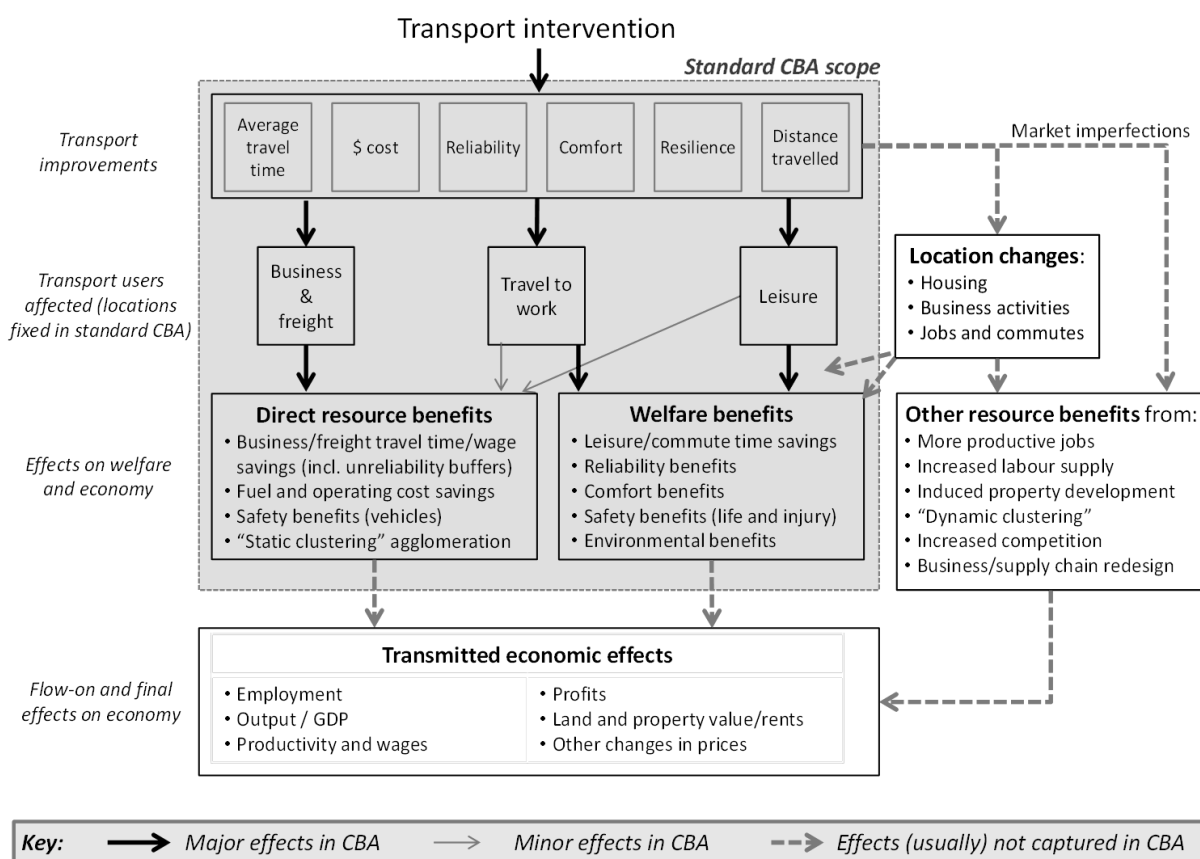 Transport intervention
Standard CBA scope
Transport
improvements
Average
travel
time
$ cost
Reliability
Comfort
Resilience
Distance
travelled
Market imperfections
Transport users
affected (locations
fixed in standard CBA)
Business
&
freight
Travel to
work
Leisure
Location changes:
• Housing
• Business activities
• Jobs and commutes
Effects on welfare
and economy
Direct resource benefits
• Business/freight travel time/wage
savings (incl. unreliability buffers)
• Fuel and operating cost savings
• Safety benefits (vehicles)
• “Static clustering” agglomeration
Welfare benefits
• Leisure/commute time savings
• Reliability benefits
• Comfort benefits
• Safety benefits (life and injury)
• Environmental benefits
Other resource benefits from:
• More productive jobs
• Increased labour supply
• Induced property development
• “Dynamic clustering”
• Increased competition
• Business/supply chain redesign
Flow-on and final
effects on economy
Transmitted economic effects
• Employment
• Output / GDP
• Productivity and wages
• Profits
• Land and property value/rents
• Other changes in prices
Key:
Major effects in CBA
Minor effects in CBA
Effects (usually) not captured in CBA